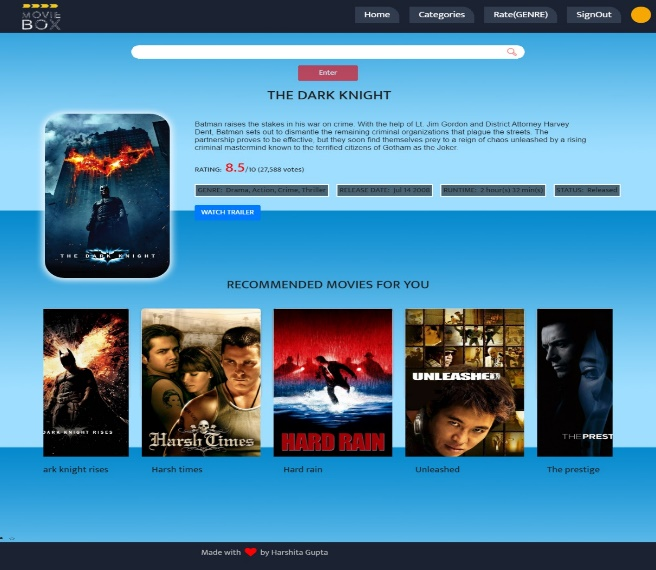 MOVIE
BOX
Home
Categories
Rate(GENRE)
SignOut
Enter
THE DARK KNIGHT
Batman raises the stakes in his war on crime. With the help of Lt. Jim Gordon and District Attorney Harvey
Dent, Batman sets out to dismantle the remaining criminal organizations that plague the streets. The
partnership proves to be effective, but they soon find themselves prey to a reign of chaos unleashed by a rising
criminal mastermind known to the terrified citizens of Gotham as the Joker.
RATING: 8.5/10 (27,588 votes)
GENRE: Drama, Action, Crime, Thriller
RELEASE DATE: Jul 14 2008
RUNTIME: 2 hour(s) 32 min(s)
STATUS: Released
WATCH TRAILER
THE DARK KNIGHT
RECOMMENDED MOVIES FOR YOU
DARK KNIGHT RISES
Harsh Times
HARD RAIN
UNLEASHED
THE PREST
ark knight rises
Harsh times
Hard rain
Unleashed
The prestige
Made with ❤ by Harshita Gupta